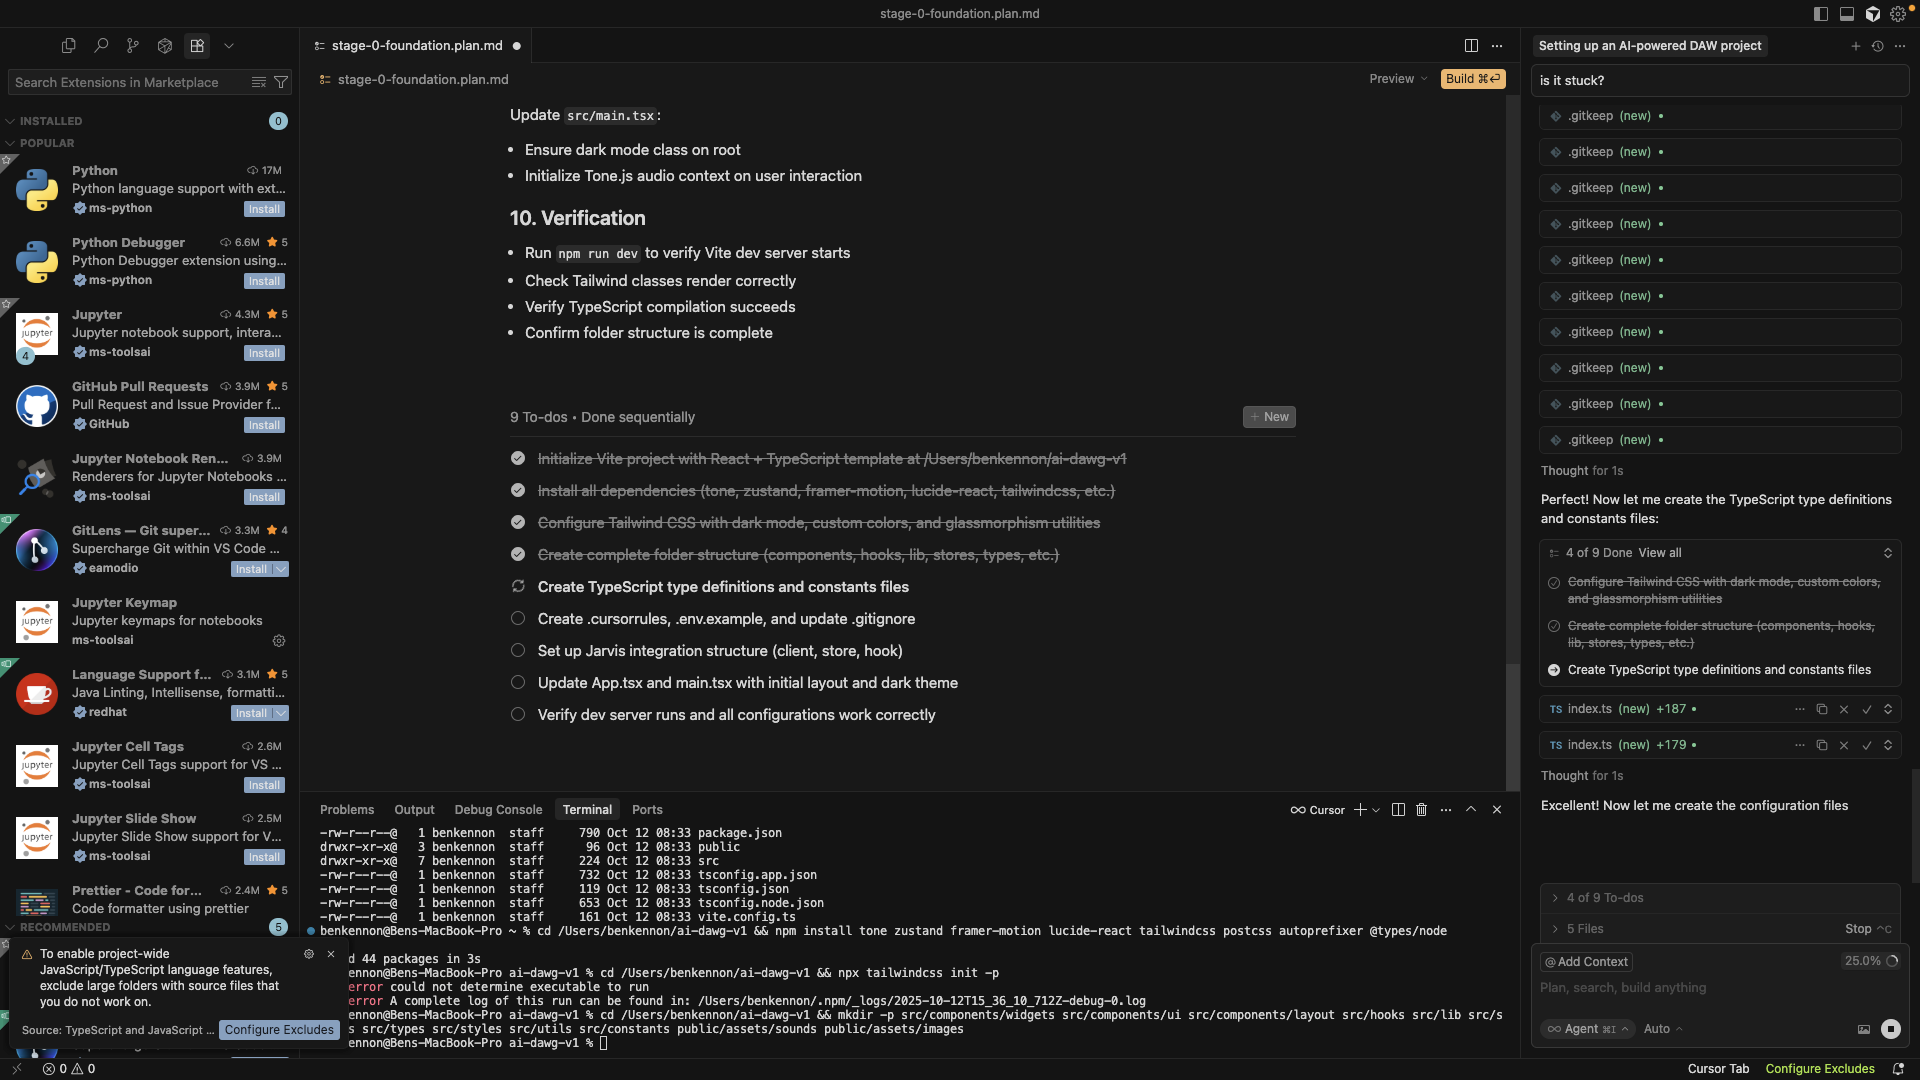 stage-0-foundation.plan.md
Search Extensions in Marketplace
INSTALLED
0
POPULAR
Python
17M
Python language support with ext...
ms-python
Install
Python Debugger
6.6M
5
Python Debugger extension using...
ms-python
Install
Jupyter
4.3M
5
Jupyter notebook support, intera...
ms-toolsai
Install
4
GitHub Pull Requests
3.9M
5
Pull Request and Issue Provider f...
GitHub
Install
Jupyter Notebook Ren...
3.9M
Renderers for Jupyter Notebooks ...
ms-toolsai
Install
GitLens — Git super...
3.3M
4
Supercharge Git within VS Code ...
eamodio
Install
Jupyter Keymap
Jupyter keymaps for notebooks
ms-toolsai
Language Support f...
3.1M
5
Java Linting, Intellisense, formatti...
redhat
Install
Jupyter Cell Tags
2.6M
Jupyter Cell Tags support for VS ...
ms-toolsai
Install
Jupyter Slide Show
2.5M
Jupyter Slide Show support for V...
ms-toolsai
Install
Prettier - Code for...
2.4M
5
Code formatter using prettier
RECOMMENDED
5
To enable project-wide
JavaScript/TypeScript language features,
exclude large folders with source files that
you do not work on.
Source: TypeScript and JavaScript ...
Configure Excludes
0
0
stage-0-foundation.plan.md
stage-0-foundation.plan.md
Preview
Build ⌘⏎
Update src/main.tsx:
• Ensure dark mode class on root
• Initialize Tone.js audio context on user interaction
10. Verification
• Run npm run dev to verify Vite dev server starts
• Check Tailwind classes render correctly
• Verify TypeScript compilation succeeds
• Confirm folder structure is complete
9 To-dos • Done sequentially
+ New
Initialize Vite project with React + TypeScript template at /Users/benkennon/ai-dawg-v1
Install all dependencies (tone, zustand, framer-motion, lucide-react, tailwindcss, etc.)
Configure Tailwind CSS with dark mode, custom colors, and glassmorphism utilities
Create complete folder structure (components, hooks, lib, stores, types, etc.)
Create TypeScript type definitions and constants files
Create .cursorrules, .env.example, and update .gitignore
Set up Jarvis integration structure (client, store, hook)
Update App.tsx and main.tsx with initial layout and dark theme
Verify dev server runs and all configurations work correctly
Problems
Output
Debug Console
Terminal
Ports
Cursor
-rw-r--r--@ 1 benkennon staff 790 Oct 12 08:33 package.json
drwxr-xr-x@ 3 benkennon staff 96 Oct 12 08:33 public
drwxr-xr-x@ 7 benkennon staff 224 Oct 12 08:33 src
-rw-r--r--@ 1 benkennon staff 732 Oct 12 08:33 tsconfig.app.json
-rw-r--r--@ 1 benkennon staff 119 Oct 12 08:33 tsconfig.json
-rw-r--r--@ 1 benkennon staff 653 Oct 12 08:33 tsconfig.node.json
-rw-r--r--@ 1 benkennon staff 161 Oct 12 08:33 vite.config.ts
benkennon@Bens-MacBook-Pro ~ % cd /Users/benkennon/ai-dawg-v1 && npm install tone zustand framer-motion lucide-react tailwindcss postcss autoprefixer @types/node
d 44 packages in 3s
ennon@Bens-MacBook-Pro ai-dawg-v1 % cd /Users/benkennon/ai-dawg-v1 && npx tailwindcss init -p
error could not determine executable to run
error A complete log of this run can be found in: /Users/benkennon/.npm/_logs/2025-10-12T15_36_10_712Z-debug-0.log
ennon@Bens-MacBook-Pro ai-dawg-v1 % cd /Users/benkennon/ai-dawg-v1 && mkdir -p src/components/widgets src/components/ui src/components/layout src/hooks src/lib src/s
s src/types src/styles src/utils src/constants public/assets/sounds public/assets/images
ennon@Bens-MacBook-Pro ai-dawg-v1 %
Setting up an AI-powered DAW project
is it stuck?
.gitkeep (new) •
.gitkeep (new) •
.gitkeep (new) •
.gitkeep (new) •
.gitkeep (new) •
.gitkeep (new) •
.gitkeep (new) •
.gitkeep (new) •
.gitkeep (new) •
.gitkeep (new) •
Thought for 1s
Perfect! Now let me create the TypeScript type definitions
and constants files:
4 of 9 Done View all
Configure Tailwind CSS with dark mode, custom colors,
and glassmorphism utilities
Create complete folder structure (components, hooks,
lib, stores, types, etc.)
Create TypeScript type definitions and constants files
TS index.ts (new) +187 •
TS index.ts (new) +179 •
Thought for 1s
Excellent! Now let me create the configuration files
4 of 9 To-dos
5 Files
Stop ^C
@ Add Context
25.0%
Plan, search, build anything
Agent ⌘I
Auto
Cursor Tab
Configure Excludes